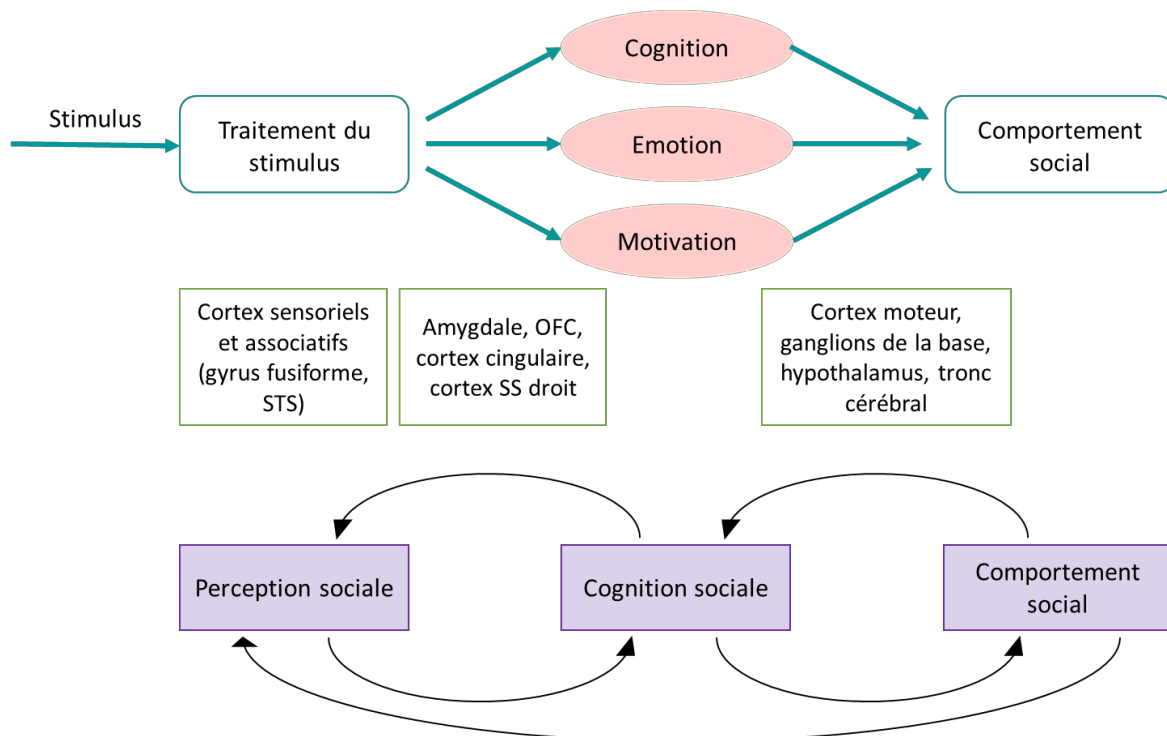 Cognition
Stimulus
Traitement du
stimulus
Emotion
Comportement
social
Motivation
Cortex sensoriels
et associatifs
(gyrus fusiforme,
STS)
Amygdale, OFC,
cortex cingulaire,
cortex SS droit
Cortex moteur,
ganglions de la base,
hypothalamus, tronc
cérébral
Perception sociale
Cognition sociale
Comportement
social